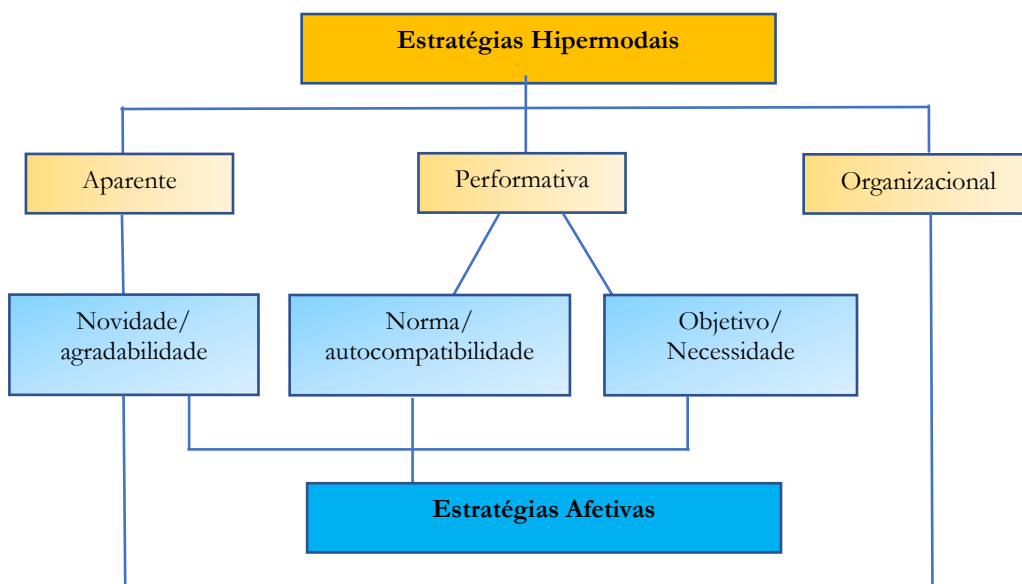 Estratégias Hipermodais
Aparente
Performativa
Organizacional
Novidade/
agradabilidade
Norma/
autocompatibilidade
Objetivo/
Necessidade
Estratégias Afetivas